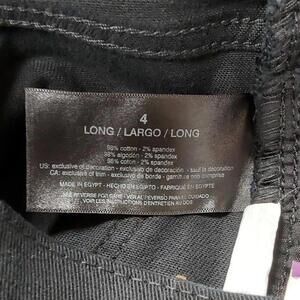 4
LONG / LARGO / LONG
98% cotton - 2% spandex
98% algodón - 2% spandex
98% coton - 2% spandex
US: exclusive of decoration - exclusivo de decoración - sauf la décoration
CA: exclusive of trim - exclusivo de borde - garniture non comprise
MADE IN EGYPT - HECHO EN EGIPTO - FABRIQUÉ EN EGYPTE
SEE REVERSE FOR CARE / VER AL REVERSO PARA EL CUIDADO
VOIR LES INSTRUCTIONS D'ENTRETIEN AU DOS